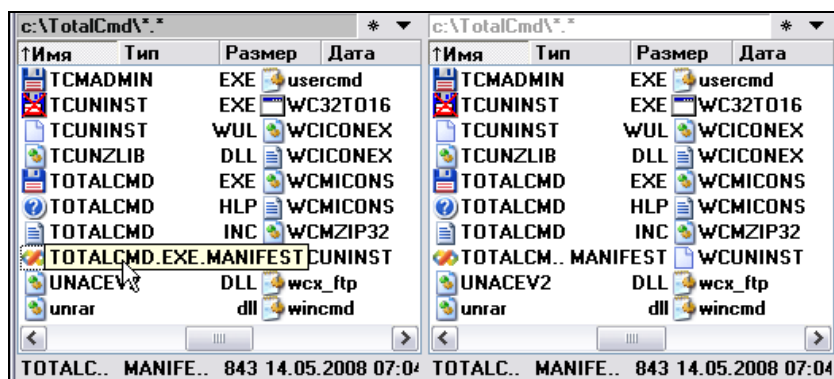 c:\TotalCmd\*.* * ▼ c:\TotalCmd\*.* * ▼
↑Имя Тип Размер Дата ↑Имя Тип Размер Дата
TCMADMIN EXE usercmd TCMADMIN EXE usercmd
TCUNINST EXE WC32TO16 TCUNINST EXE WC32TO16
TCUNINST WUL WCICONEX TCUNINST WUL WCICONEX
TCUNZLIB DLL WCICONEX TCUNZLIB DLL WCICONEX
TOTALCMD EXE WCMICONS TOTALCMD EXE WCMICONS
TOTALCMD HLP WCMICONS TOTALCMD HLP WCMICONS
TOTALCMD INC WCMZIP32 TOTALCMD INC WCMZIP32
TOTALCMD.EXE.MANIFEST CUNINST TOTALCM.. MANIFEST WCUNINST
DLL wcx_ftp UNACEV2 DLL wcx_ftp
unrar dll wincmd unrar dll wincmd
TOTALC.. MANIFE.. 843 14.05.2008 07:04 TOTALC.. MANIFE.. 843 14.05.2008 07:04